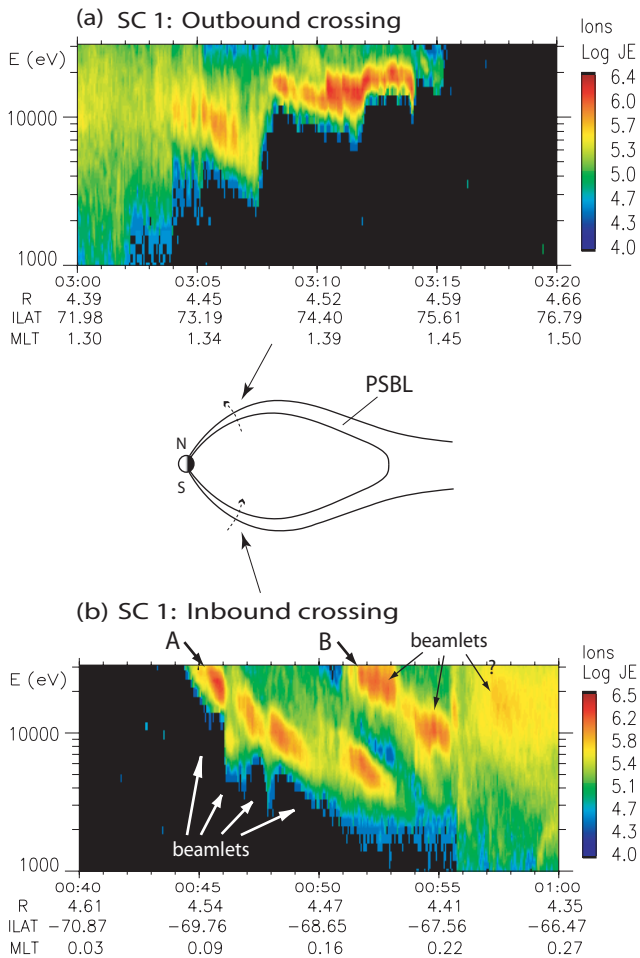 (a) SC 1: Outbound crossing
Ions
Log JE
E (eV)
10000
1000
6.4
6.0
5.7
5.3
5.0
4.7
4.3
4.0
03:00 03:05 03:10 03:15 03:20
R 4.39 4.45 4.52 4.59 4.66
ILAT 71.98 73.19 74.40 75.61 76.79
MLT 1.30 1.34 1.39 1.45 1.50
PSBL
N
S
(b) SC 1: Inbound crossing
A B beamlets
?
Ions
Log JE
E (eV)
10000
1000
beamlets
6.5
6.2
5.8
5.4
5.1
4.7
4.4
4.0
00:40 00:45 00:50 00:55 01:00
R 4.61 4.54 4.47 4.41 4.35
ILAT −70.87 −69.76 −68.65 −67.56 −66.47
MLT 0.03 0.09 0.16 0.22 0.27